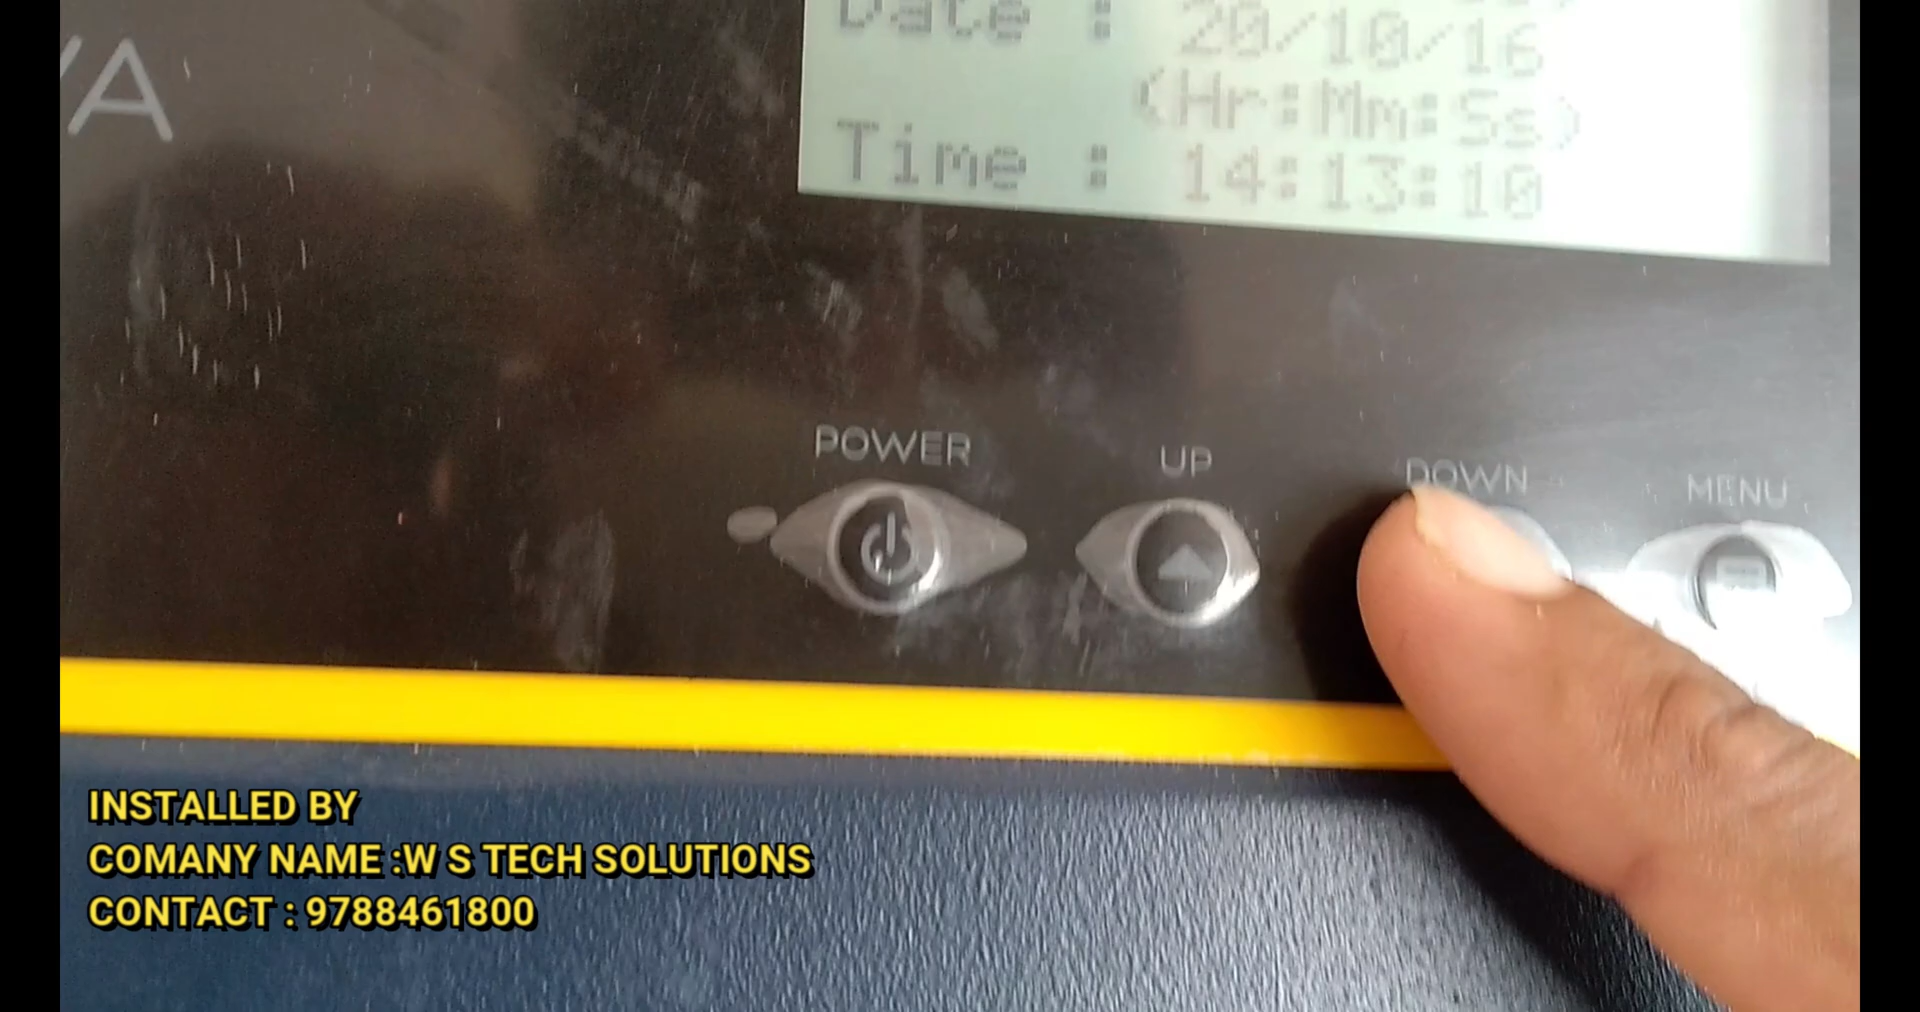 VA
Date : 20/10/16
(Hr:Mm:Ss)
Time : 14:13:10
POWER
UP
DOWN
MENU
INSTALLED BY
COMANY NAME :W S TECH SOLUTIONS
CONTACT : 9788461800